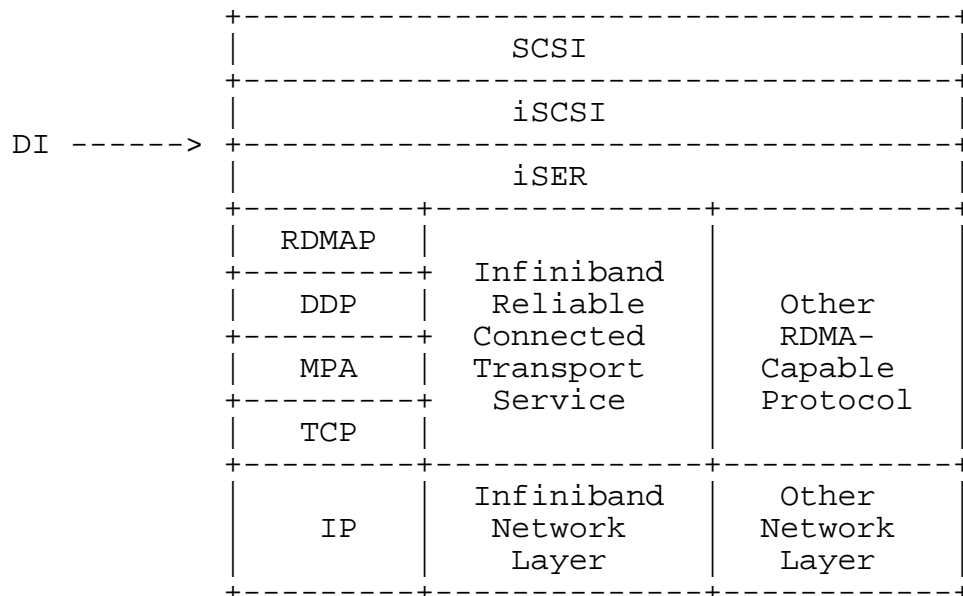 SCSI
iSCSI
DI ------>
iSER
RDMAP
DDP
MPA
TCP
Infiniband
Reliable
Connected
Transport
Service
Other
RDMA-
Capable
Protocol
IP
Infiniband
Network
Layer
Other
Network
Layer